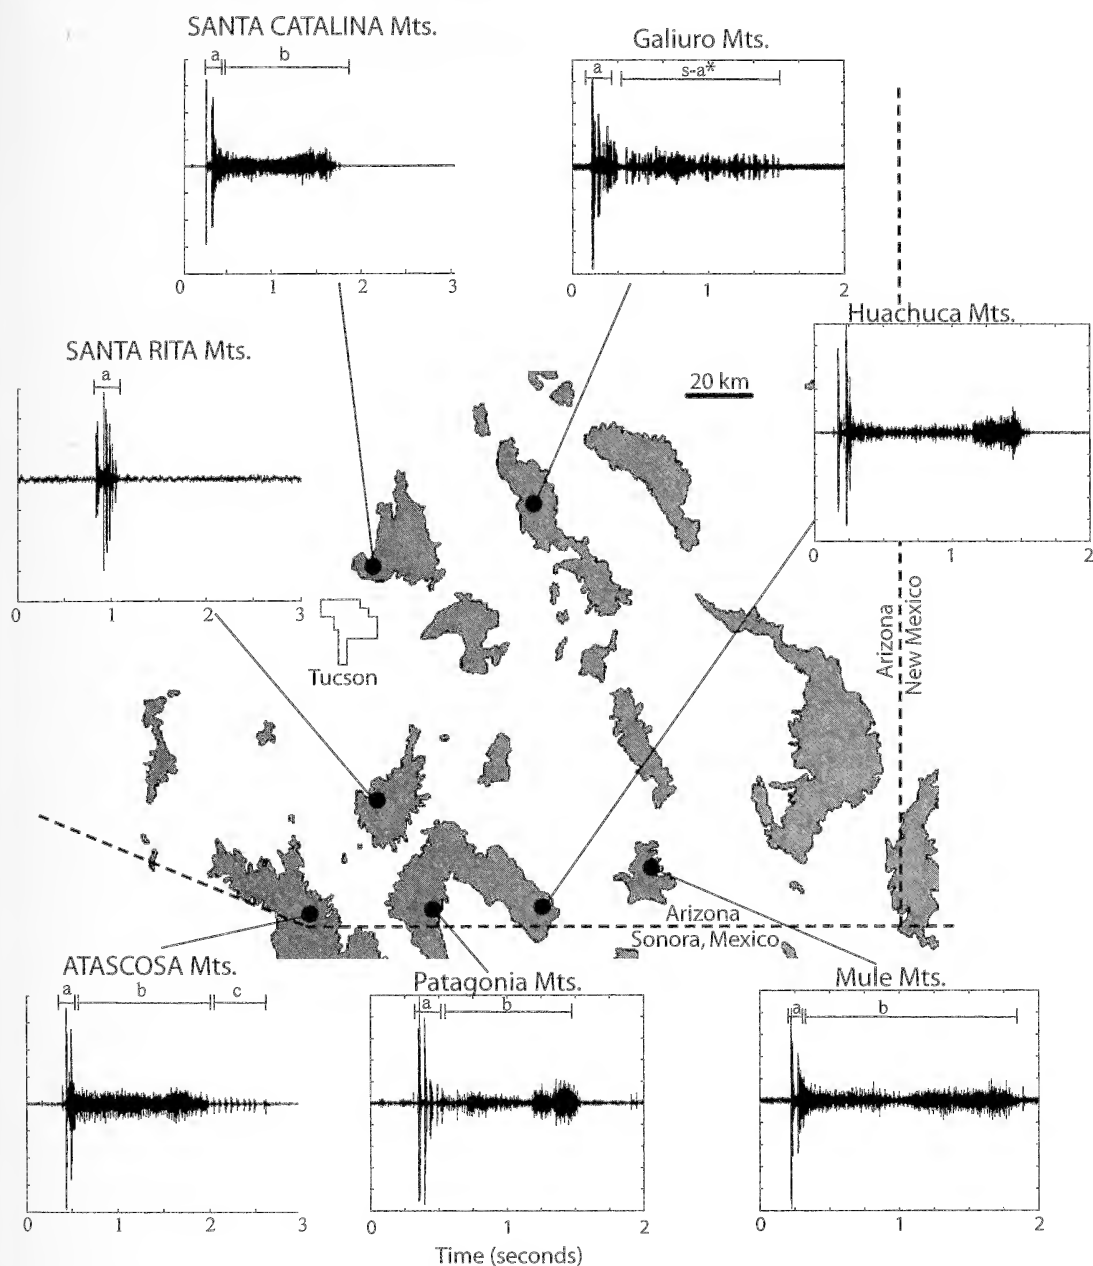 SANTA CATALINA Mts.
a b
0 1 2 3
Galiuro Mts.
a s-a*
0 1 2
Huachuca Mts.
0 1 2
SANTA RITA Mts.
a
0 1 2 3
20 km
Tucson
Arizona
New Mexico
Arizona
Sonora, Mexico
ATASCOSA Mts.
a b c
0 1 2 3
Patagonia Mts.
a b
0 1 2
Mule Mts.
a b
0 1 2
Time (seconds)